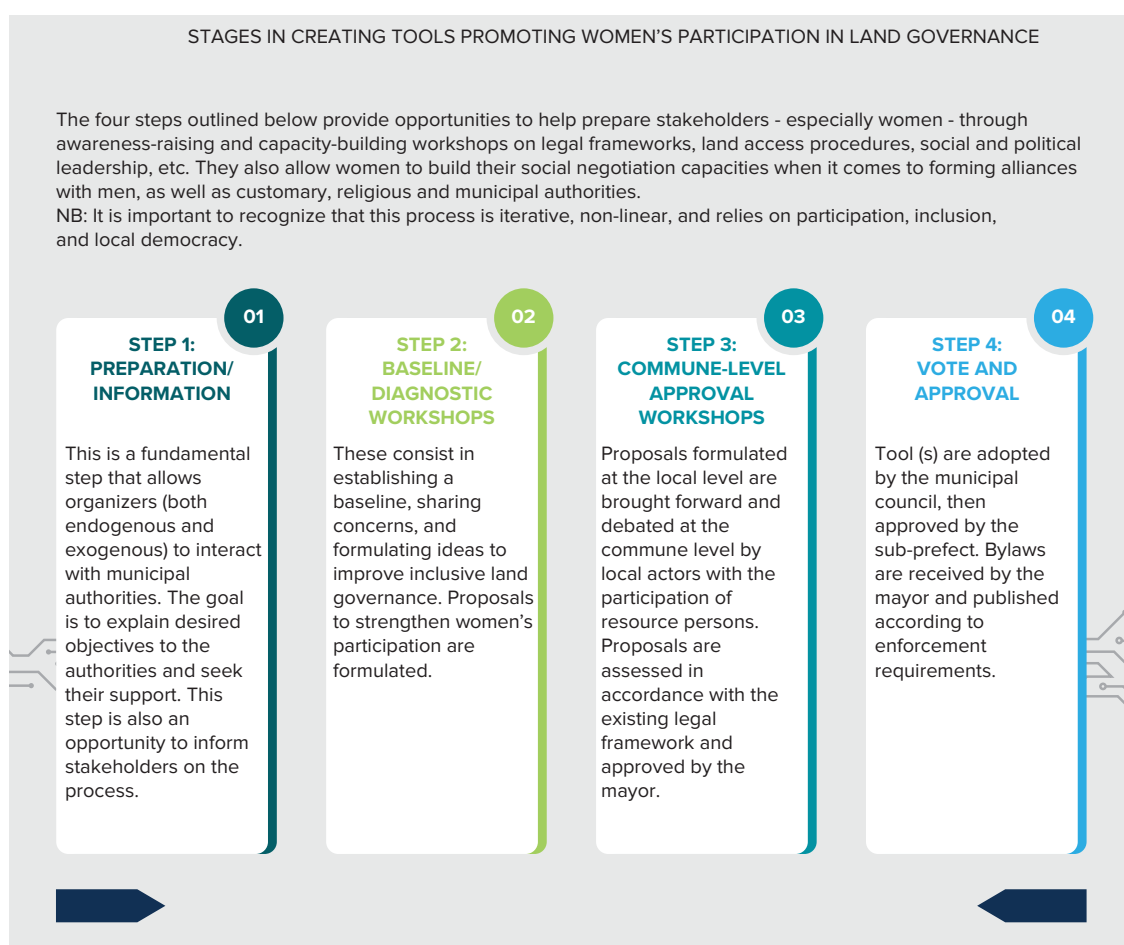 STAGES IN CREATING TOOLS PROMOTING WOMEN’S PARTICIPATION IN LAND GOVERNANCE
The four steps outlined below provide opportunities to help prepare stakeholders - especially women - through
awareness-raising and capacity-building workshops on legal frameworks, land access procedures, social and political
leadership, etc. They also allow women to build their social negotiation capacities when it comes to forming alliances
with men, as well as customary, religious and municipal authorities.
NB: It is important to recognize that this process is iterative, non-linear, and relies on participation, inclusion,
and local democracy.
01
STEP 1:
PREPARATION/
INFORMATION
This is a fundamental
step that allows
organizers (both
endogenous and
exogenous) to interact
with municipal
authorities. The goal
is to explain desired
objectives to the
authorities and seek
their support. This
step is also an
opportunity to inform
stakeholders on the
process.
02
STEP 2:
BASELINE/
DIAGNOSTIC
WORKSHOPS
These consist in
establishing a
baseline, sharing
concerns, and
formulating ideas to
improve inclusive land
governance. Proposals
to strengthen women’s
participation are
formulated.
03
STEP 3:
COMMUNE-LEVEL
APPROVAL
WORKSHOPS
Proposals formulated
at the local level are
brought forward and
debated at the
commune level by
local actors with the
participation of
resource persons.
Proposals are
assessed in
accordance with the
existing legal
framework and
approved by the
mayor.
04
STEP 4:
VOTE AND
APPROVAL
Tool (s) are adopted
by the municipal
council, then
approved by the
sub-prefect. Bylaws
are received by the
mayor and published
according to
enforcement
requirements.